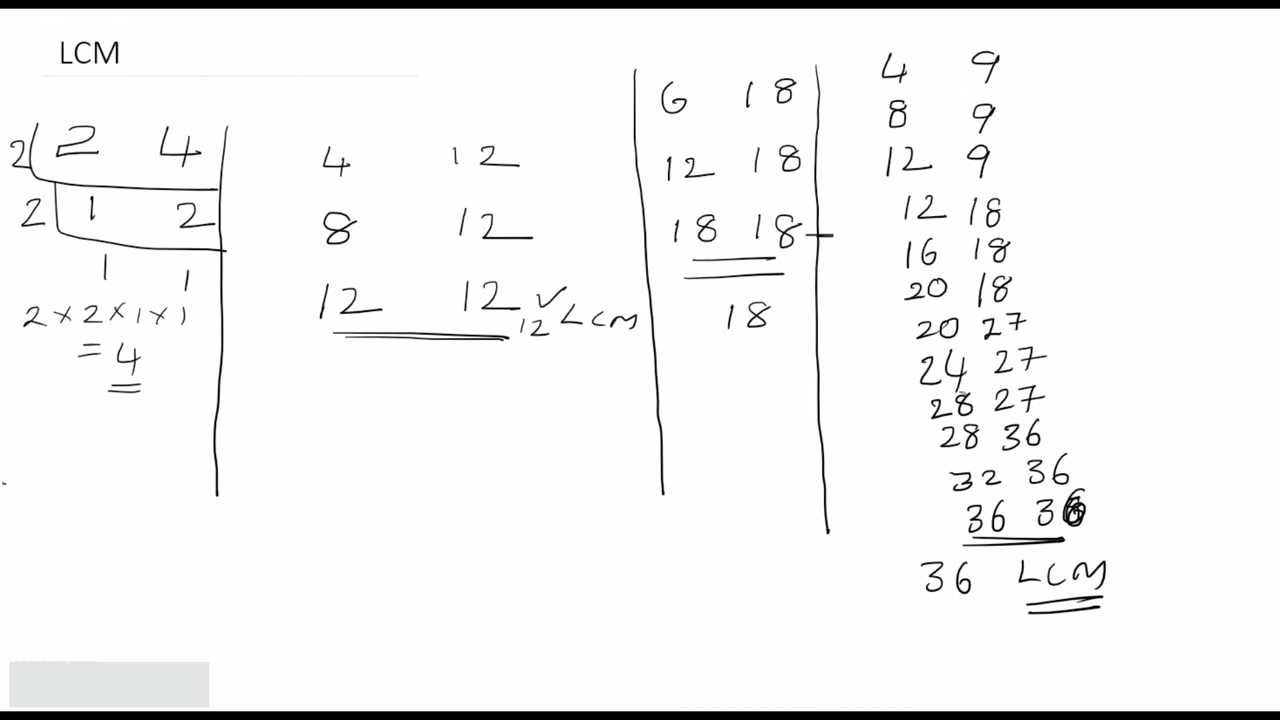 LCM
2 2 4
2 1 2
1 1
2 × 2 × 1 × 1
= 4
4 12
8 12
12 12 ✓
12 LCM
6 18
12 18
18 18
18
4 9
8 9
12 9
12 18
16 18
20 18
20 27
24 27
28 27
28 36
32 36
36 36
36 LCM